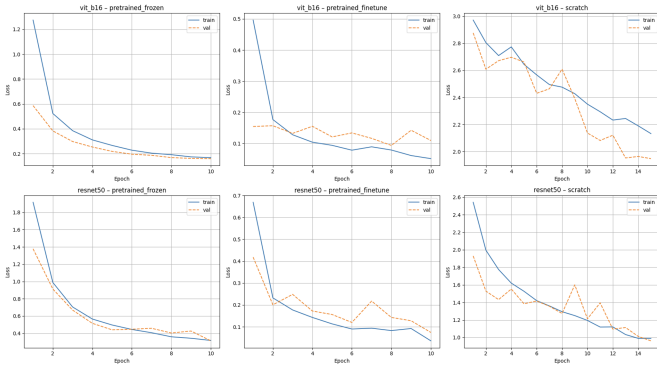 vit_b16 – pretrained_frozen
train
val
1.2
1.0
0.8
0.6
0.4
0.2
Loss
2 4 6 8 10
Epoch
vit_b16 – pretrained_finetune
train
val
0.5
0.4
0.3
0.2
0.1
Loss
2 4 6 8 10
Epoch
vit_b16 – scratch
train
val
3.0
2.8
2.6
2.4
2.2
2.0
Loss
2 4 6 8 10 12 14
Epoch
resnet50 – pretrained_frozen
train
val
1.8
1.6
1.4
1.2
1.0
0.8
0.6
0.4
Loss
2 4 6 8 10
Epoch
resnet50 – pretrained_finetune
train
val
0.7
0.6
0.5
0.4
0.3
0.2
0.1
Loss
2 4 6 8 10
Epoch
resnet50 – scratch
train
val
2.6
2.4
2.2
2.0
1.8
1.6
1.4
1.2
1.0
Loss
2 4 6 8 10 12 14
Epoch